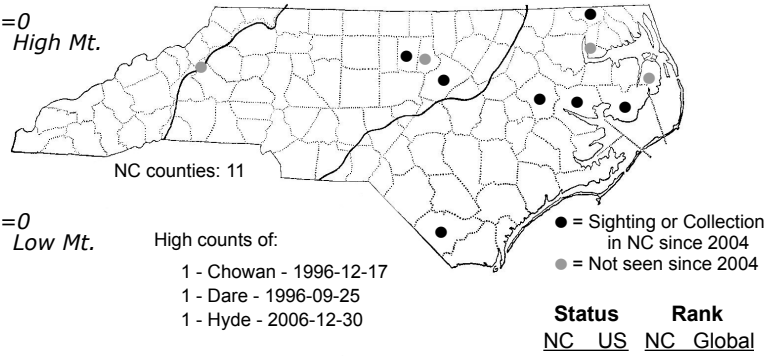 =0
High Mt.
NC counties: 11
=0
Low Mt.
High counts of:
1 - Chowan - 1996-12-17
1 - Dare - 1996-09-25
1 - Hyde - 2006-12-30
= Sighting or Collection
in NC since 2004
= Not seen since 2004
Status Rank
NC US NC Global